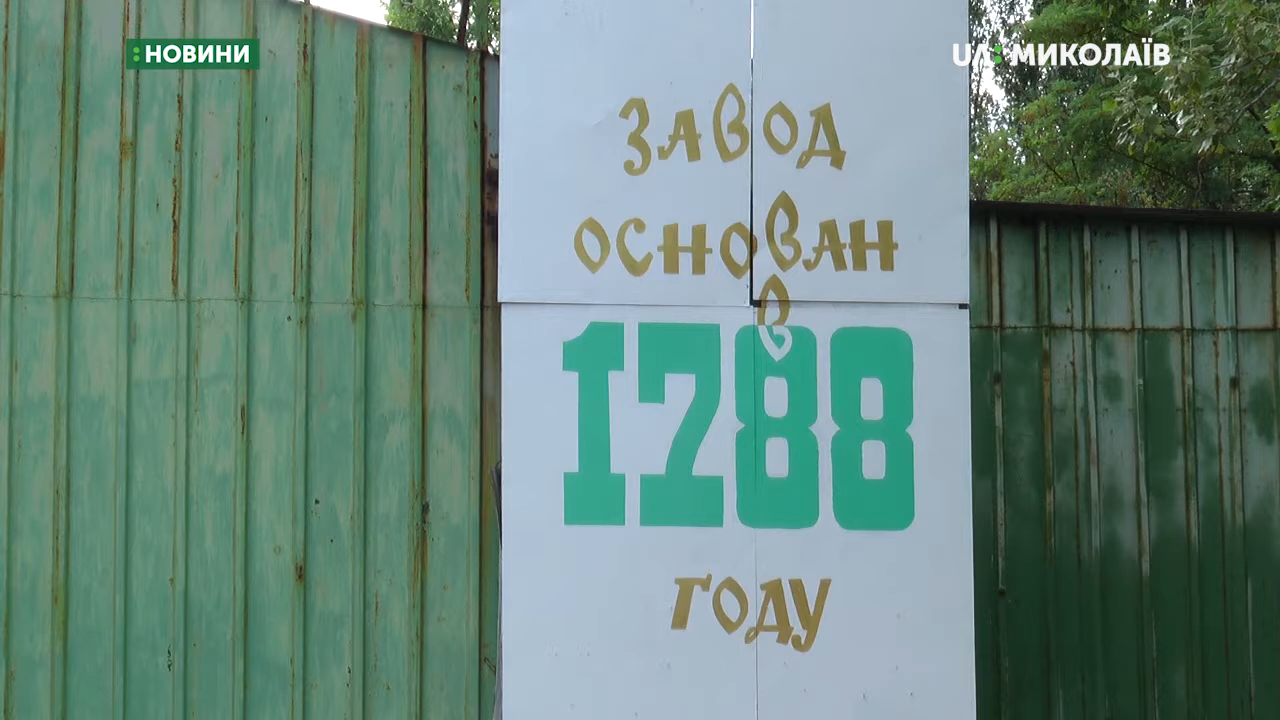 :НОВИНИ
UA:МИКОЛАЇВ
ЗАВОД
ОСНОВАН
В
1788
ГОДУ